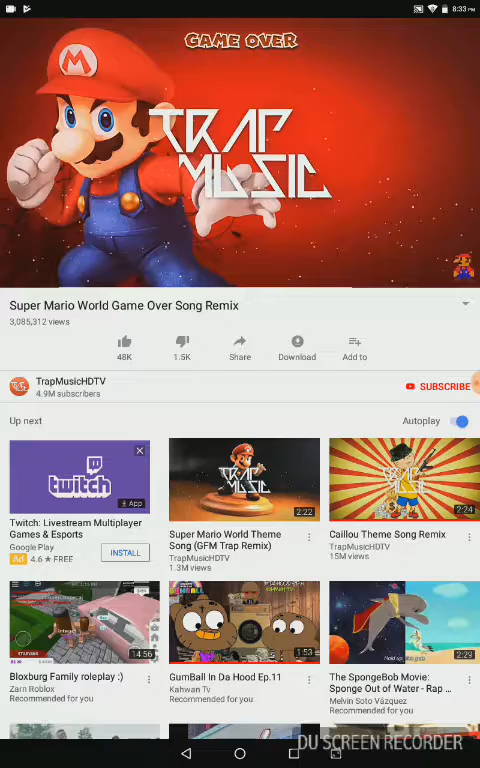 8:33 PM
GAME OVER
M
TRAP
MUSIC
Super Mario World Game Over Song Remix
3,085,312 views
48K 1.5K Share Download Add to
TrapMusicHDTV
4.9M subscribers
SUBSCRIBE
Up next
Autoplay
twitch
App
Twitch: Livestream Multiplayer
Games & Esports
Google Play
Ad 4.6 ★ FREE
INSTALL
TRAP
MUSIC
2:22
Super Mario World Theme
Song (GFM Trap Remix)
TrapMusicHDTV
1.3M views
TRAP
MUSIC
2:24
Caillou Theme Song Remix
TrapMusicHDTV
15M views
14:56
Bloxburg Family roleplay :)
Zarn Roblox
Recommended for you
1:53
GumBall In Da Hood Ep.11
Kahwan Tv
Recommended for you
2:29
The SpongeBob Movie:
Sponge Out of Water - Rap ...
Melvin Soto Vázquez
Recommended for you
DU SCREEN RECORDER